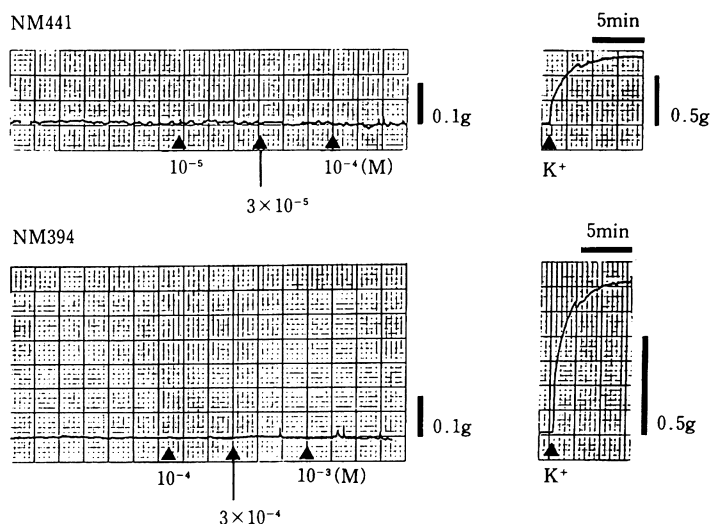 NM441
5min
0.1g
0.5g
10⁻⁵
10⁻⁴(M)
K⁺
3×10⁻⁵
NM394
5min
0.1g
0.5g
10⁻⁴
10⁻³(M)
K⁺
3×10⁻⁴